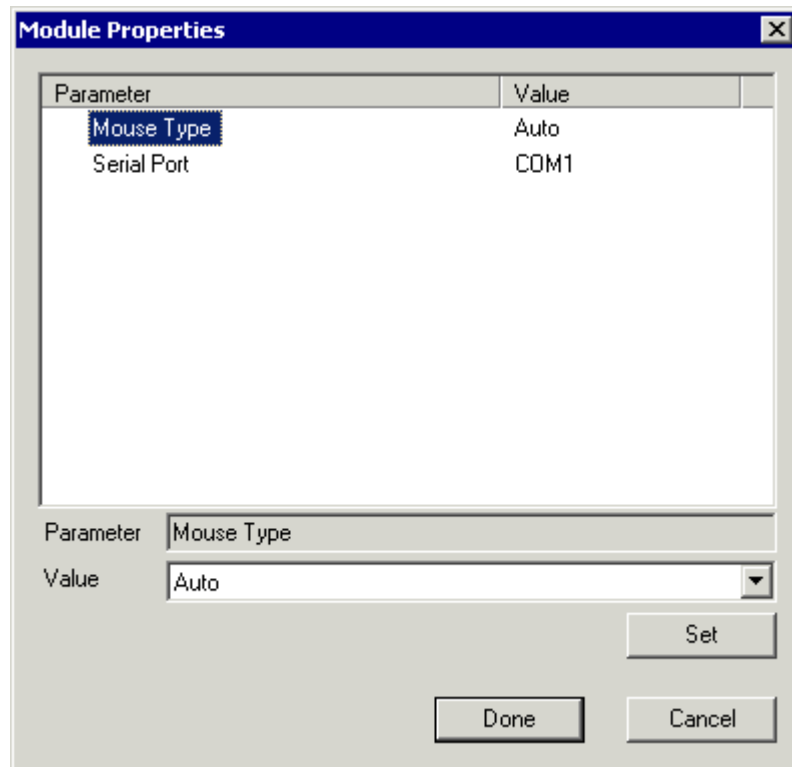 Module Properties
Parameter Value
Mouse Type Auto
Serial Port COM1
Parameter Mouse Type
Value Auto
Set
Done Cancel